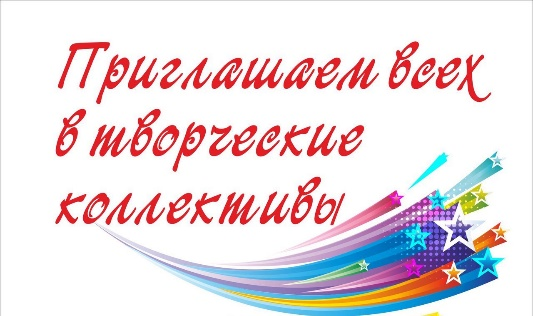 Приглашаем всех
в творческие
коллективы